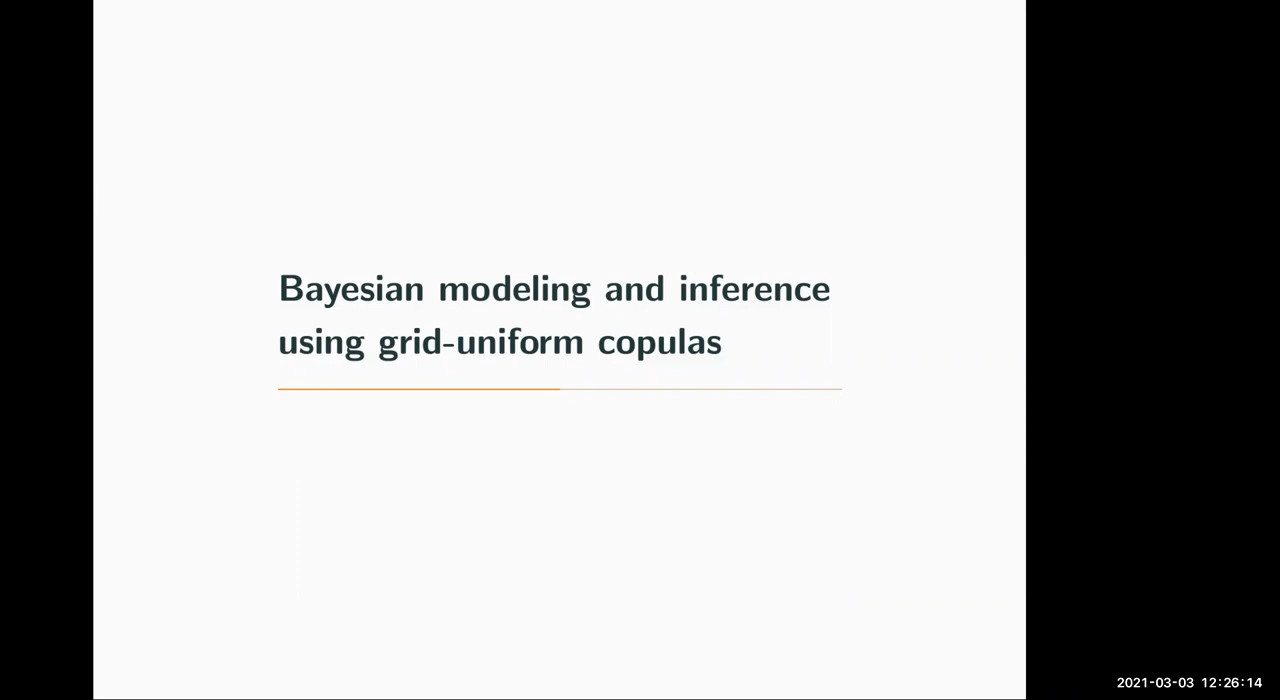 Bayesian modeling and inference
using grid-uniform copulas
2021-03-03 12:26:14